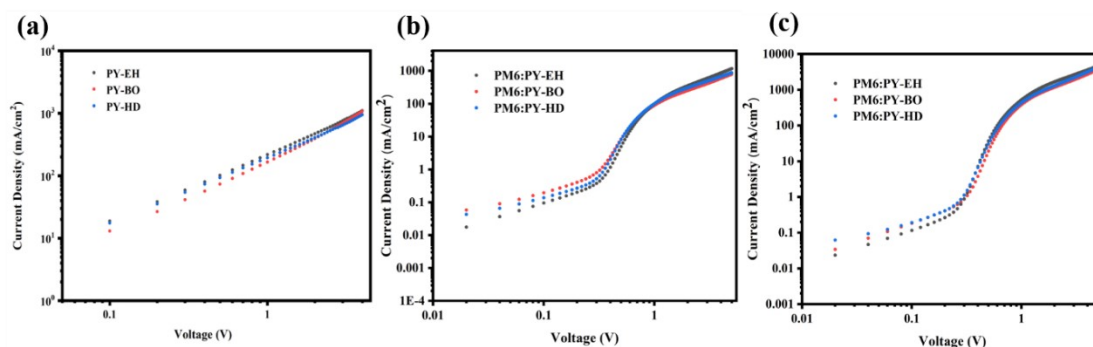 (a)
10⁴
10³
10²
10¹
10⁰
Current Density (mA/cm²)
PY-EH
PY-BO
PY-HD
0.1
1
Voltage (V)
(b)
1000
100
10
1
0.1
0.01
0.001
1E-4
Current Density (mA/cm²)
PM6:PY-EH
PM6:PY-BO
PM6:PY-HD
0.01
0.1
1
Voltage (V)
(c)
10000
1000
100
10
1
0.1
0.01
0.001
Current Density (mA/cm²)
PM6:PY-EH
PM6:PY-BO
PM6:PY-HD
0.01
0.1
1
Voltage (V)